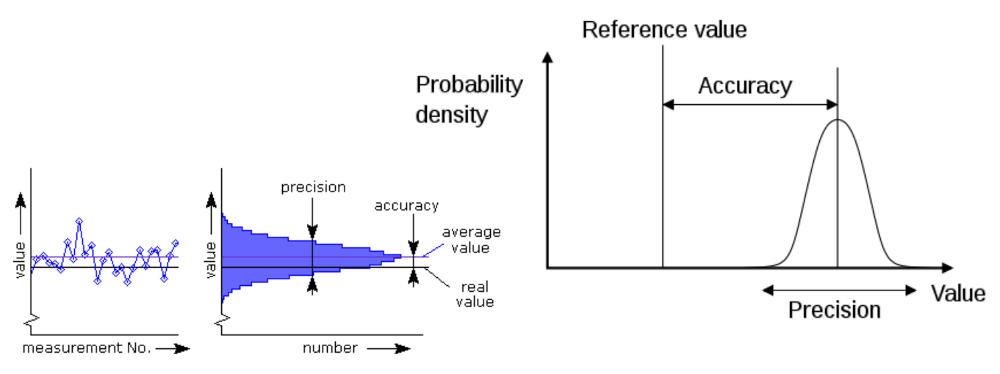 value
measurement No.
value
precision
accuracy
average
value
real
value
number
Reference value
Probability
density
Accuracy
Precision
Value